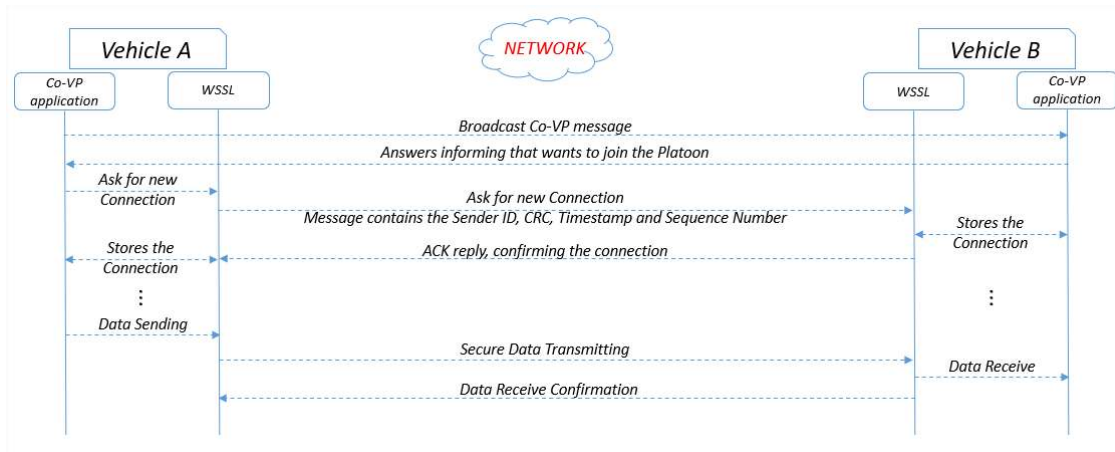 Vehicle A
NETWORK
Vehicle B
Co-VP
application
WSSL
WSSL
Co-VP
application
Broadcast Co-VP message
Answers informing that wants to join the Platoon
Ask for new
Connection
Ask for new Connection
Message contains the Sender ID, CRC, Timestamp and Sequence Number
Stores the
Connection
Stores the
Connection
ACK reply, confirming the connection
⋮
⋮
Data Sending
Secure Data Transmitting
Data Receive
Data Receive Confirmation